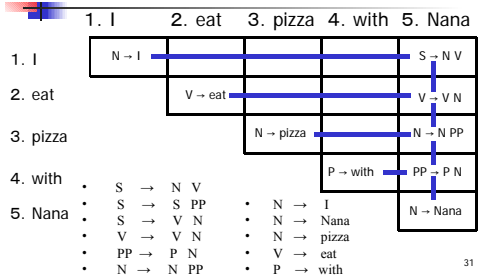 1. I 2. eat 3. pizza 4. with 5. Nana
1. I N → I S → N V
2. eat V → eat V → V N
3. pizza N → pizza N → N PP
4. with P → with PP → P N
5. Nana N → Nana
• S → N V
• S → S PP • N → I
• S → V N • N → Nana
• V → V N • N → pizza
• PP → P N • V → eat
• N → N PP • P → with
31